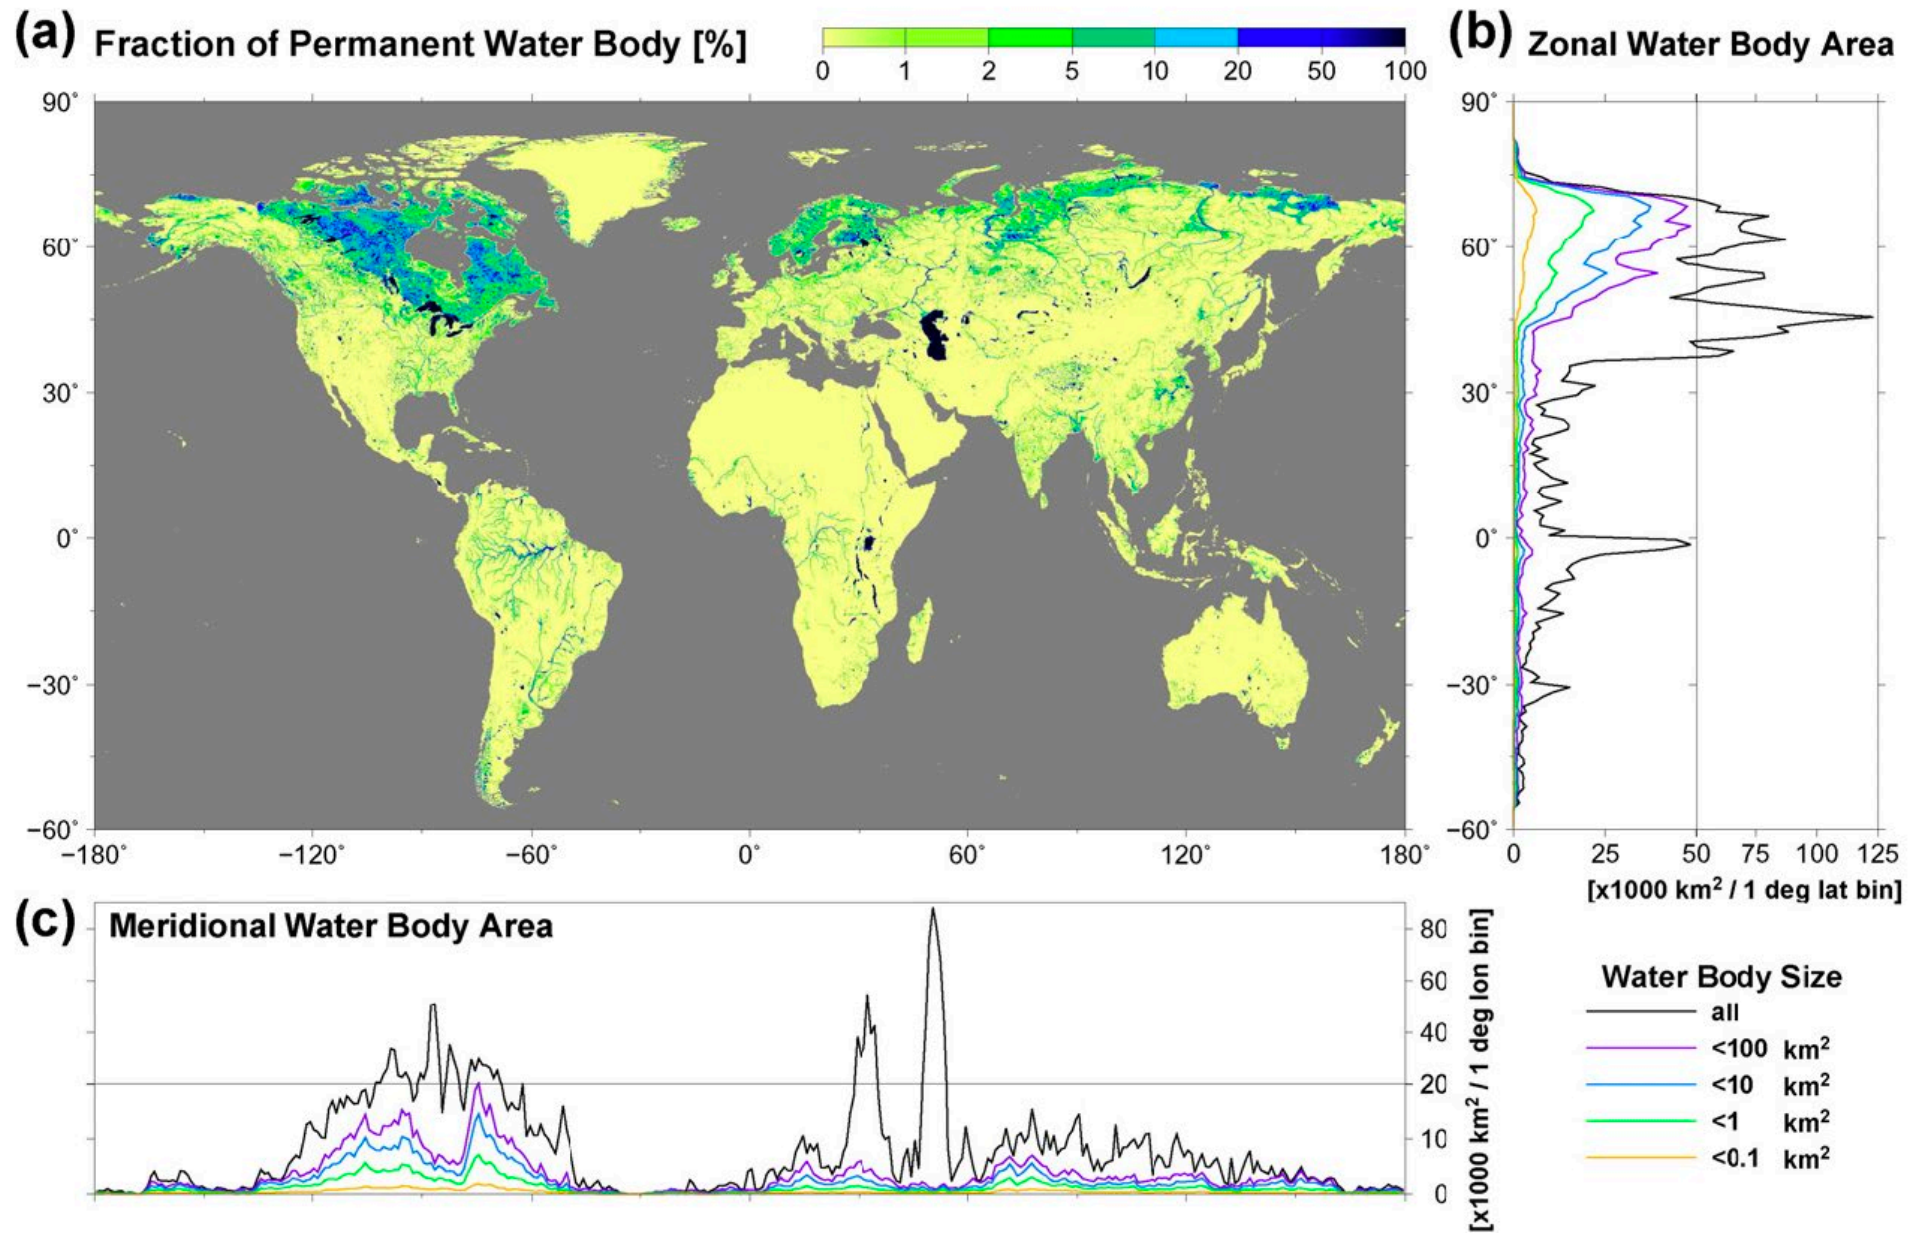 (a) Fraction of Permanent Water Body [%]
0 1 2 5 10 20 50 100
90˚
60˚
30˚
0˚
−30˚
−60˚
−180˚ −120˚ −60˚ 0˚ 60˚ 120˚ 180˚
(b) Zonal Water Body Area
90˚
60˚
30˚
0˚
−30˚
−60˚
0 25 50 75 100 125
[x1000 km² / 1 deg lat bin]
(c) Meridional Water Body Area
80
60
40
20
10
0
[x1000 km² / 1 deg lon bin]
Water Body Size
all
<100 km²
<10 km²
<1 km²
<0.1 km²